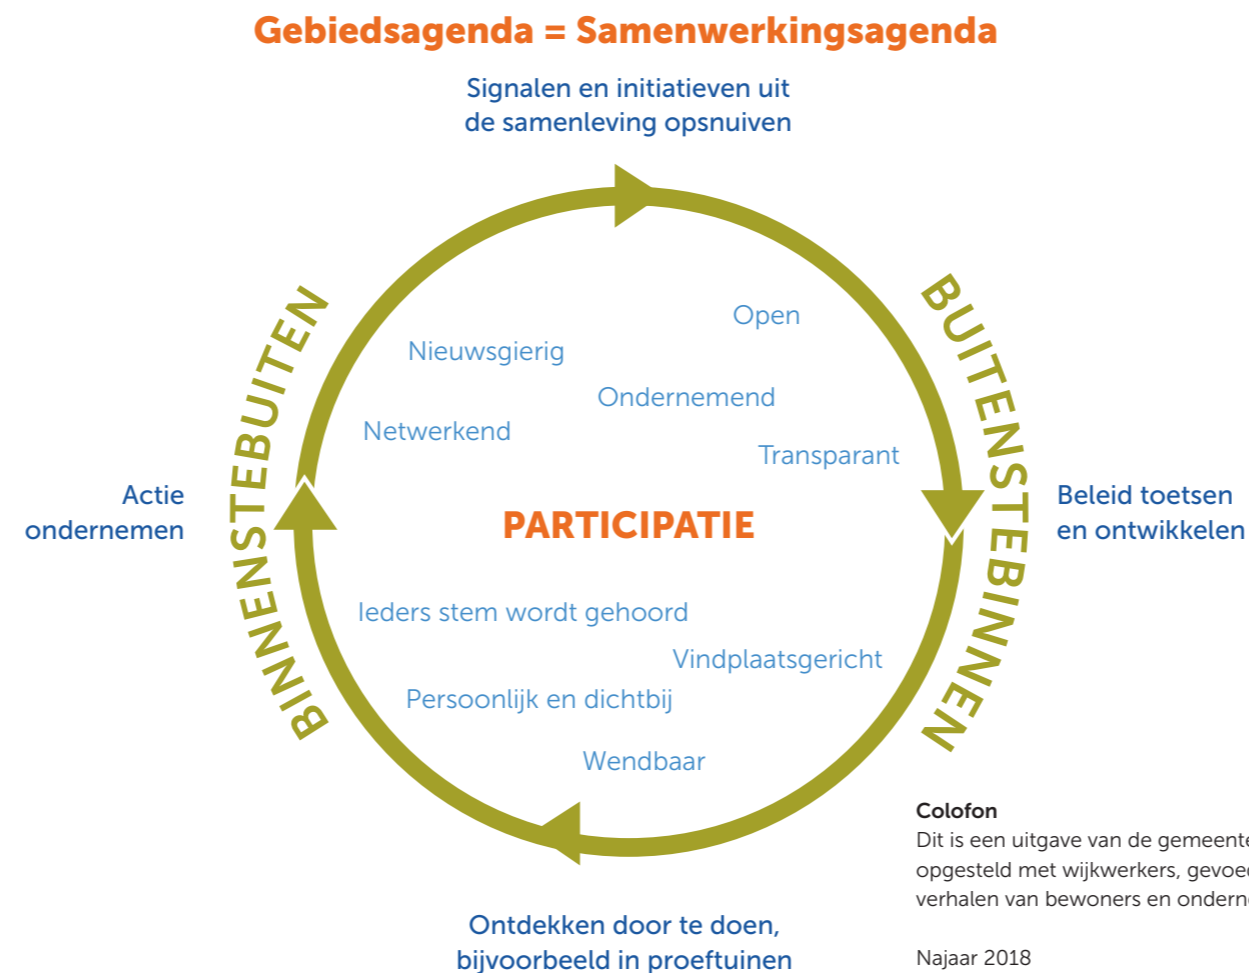 Gebiedsagenda = Samenwerkingsagenda
Signalen en initiatieven uit
de samenleving opsnuiven
BINNENSTEBUITEN
BUITENSTEBINNEN
Open
Nieuwsgierig
Ondernemend
Netwerkend
Transparant
Actie
ondernemen
PARTICIPATIE
Beleid toetsen
en ontwikkelen
Ieders stem wordt gehoord
Vindplaatsgericht
Persoonlijk en dichtbij
Wendbaar
Ontdekken door te doen,
bijvoorbeeld in proeftuinen
Colofon
Dit is een uitgave van de gemeente
opgesteld met wijkwerkers,
verhalen van bewoners en
Najaar 2018